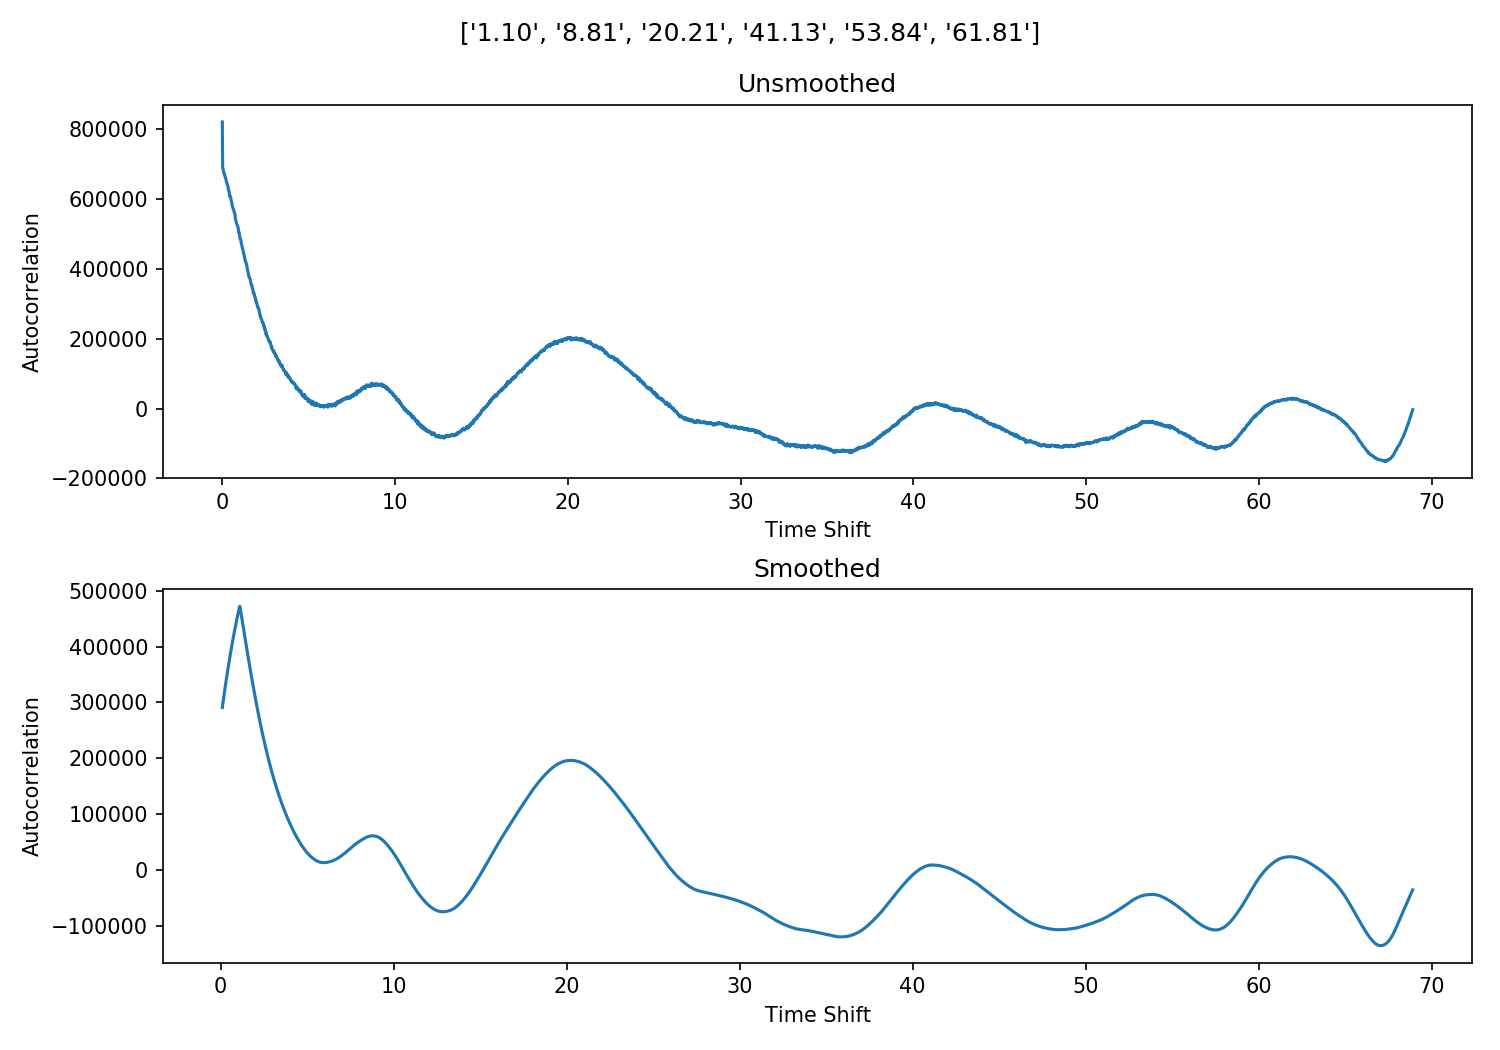 ['1.10', '8.81', '20.21', '41.13', '53.84', '61.81']
Unsmoothed
800000
600000
400000
200000
0
−200000
Autocorrelation
0 10 20 30 40 50 60 70
Time Shift
Smoothed
500000
400000
300000
200000
100000
0
−100000
Autocorrelation
0 10 20 30 40 50 60 70
Time Shift